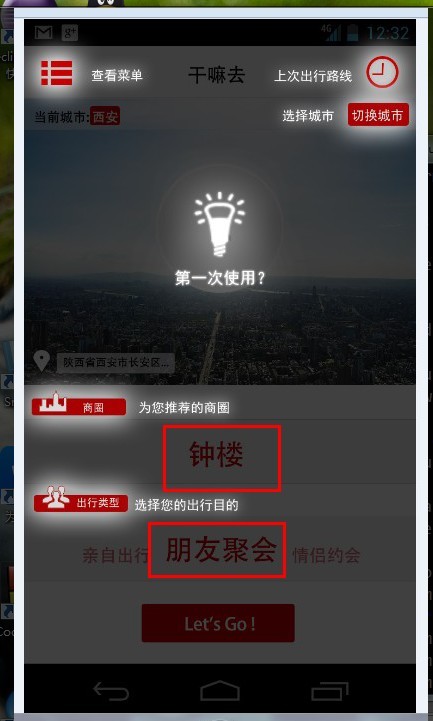 4G 12:32
查看菜单 干嘛去 上次出行路线
当前城市:西安 选择城市 切换城市
第一次使用?
陕西省西安市长安区...
商圈 为您推荐的商圈
钟楼
出行类型 选择您的出行目的
亲自出行 朋友聚会 情侣约会
Let's Go !